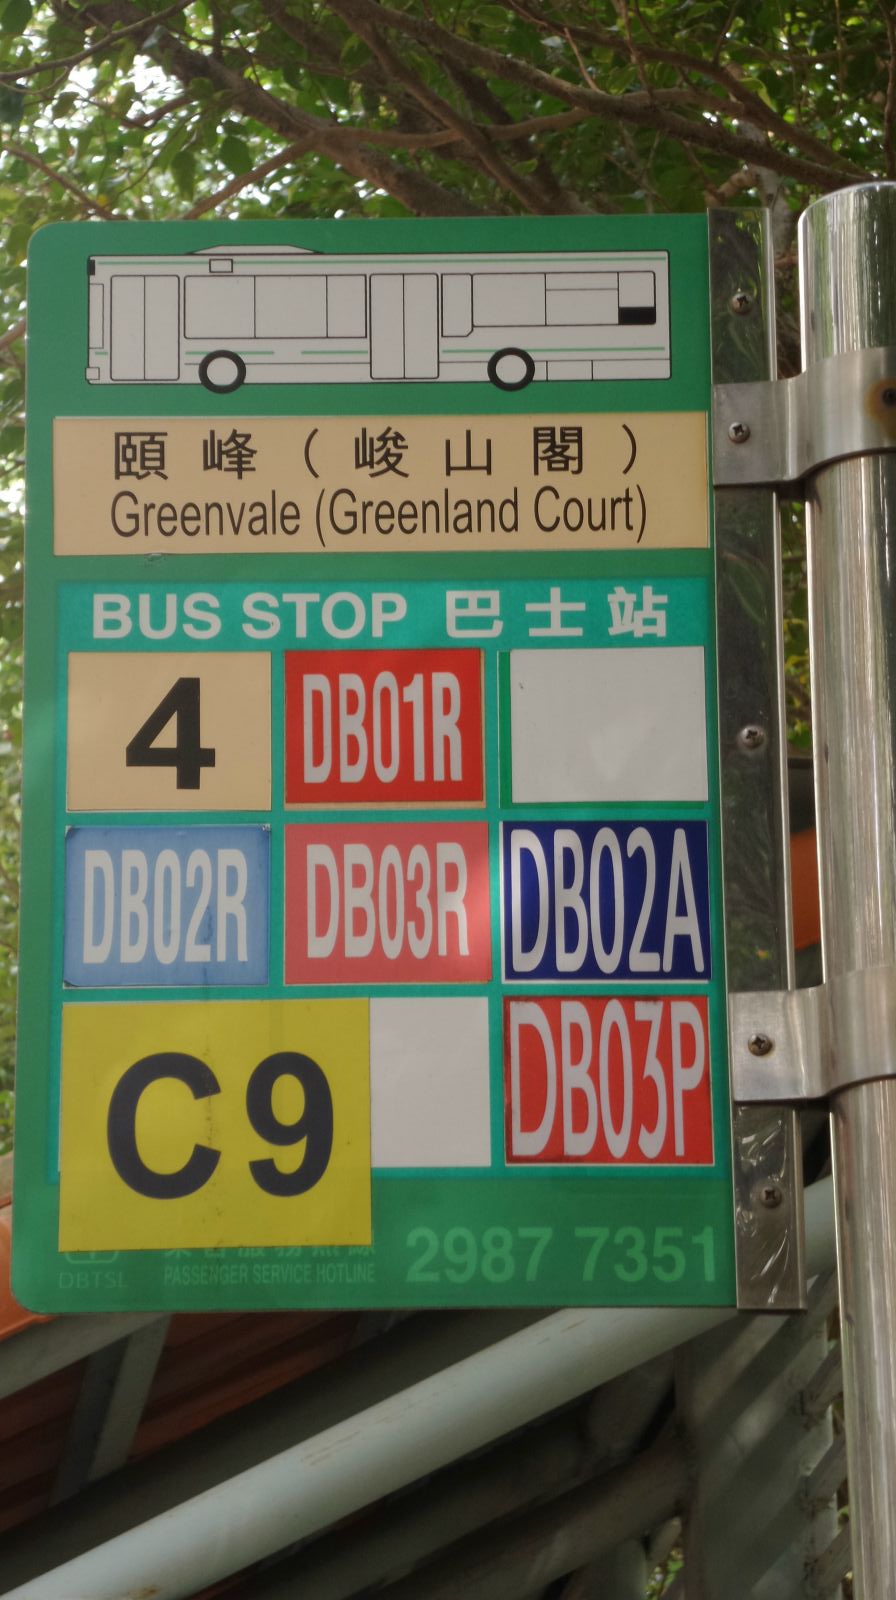 頤峰（峻山閣）
Greenvale (Greenland Court)
BUS STOP 巴士站
4 DB01R
DB02R DB03R DB02A
C9 DB03P
DBTSL
PASSENGER SERVICE HOTLINE 2987 7351